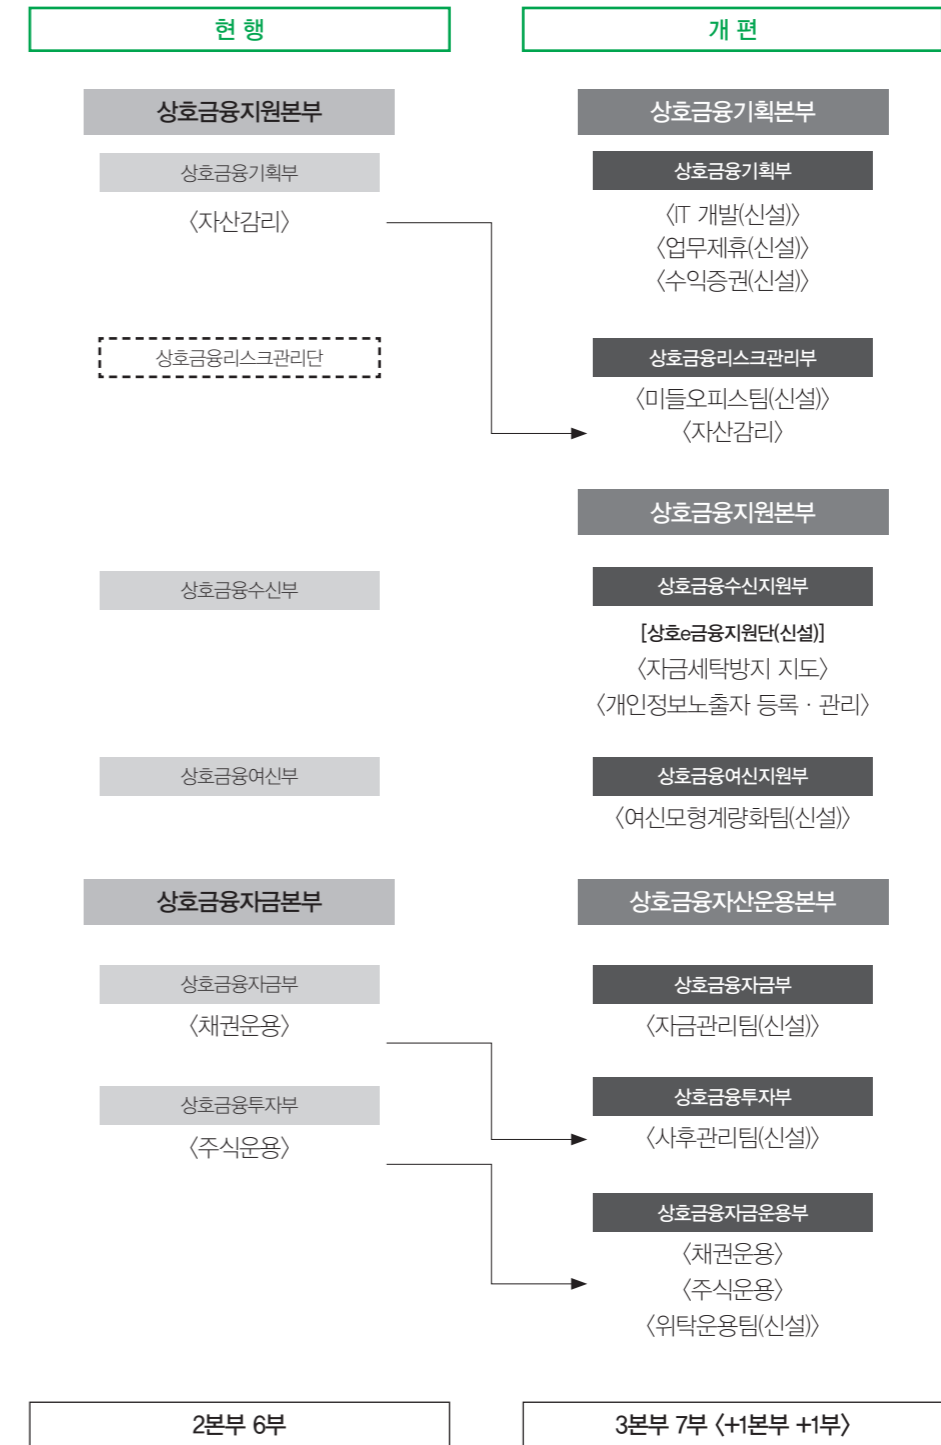 현 행
상호금융지원본부
상호금융기획부
〈자산감리〉
상호금융리스크관리단
상호금융수신부
상호금융여신부
상호금융자금본부
상호금융자금부
〈채권운용〉
상호금융투자부
〈주식운용〉
2본부 6부
개 편
상호금융기획본부
상호금융기획부
〈IT 개발(신설)〉
〈업무제휴(신설)〉
〈수익증권(신설)〉
상호금융리스크관리부
〈미들오피스팀(신설)〉
〈자산감리〉
상호금융지원본부
상호금융수신지원부
[상호e금융지원단(신설)]
〈자금세탁방지 지도〉
〈개인정보노출자 등록 · 관리〉
상호금융여신지원부
〈여신모형계량화팀(신설)〉
상호금융자산운용본부
상호금융자금부
〈자금관리팀(신설)〉
상호금융투자부
〈사후관리팀(신설)〉
상호금융자금운용부
〈채권운용〉
〈주식운용〉
〈위탁운용팀(신설)〉
3본부 7부 〈+1본부 +1부〉